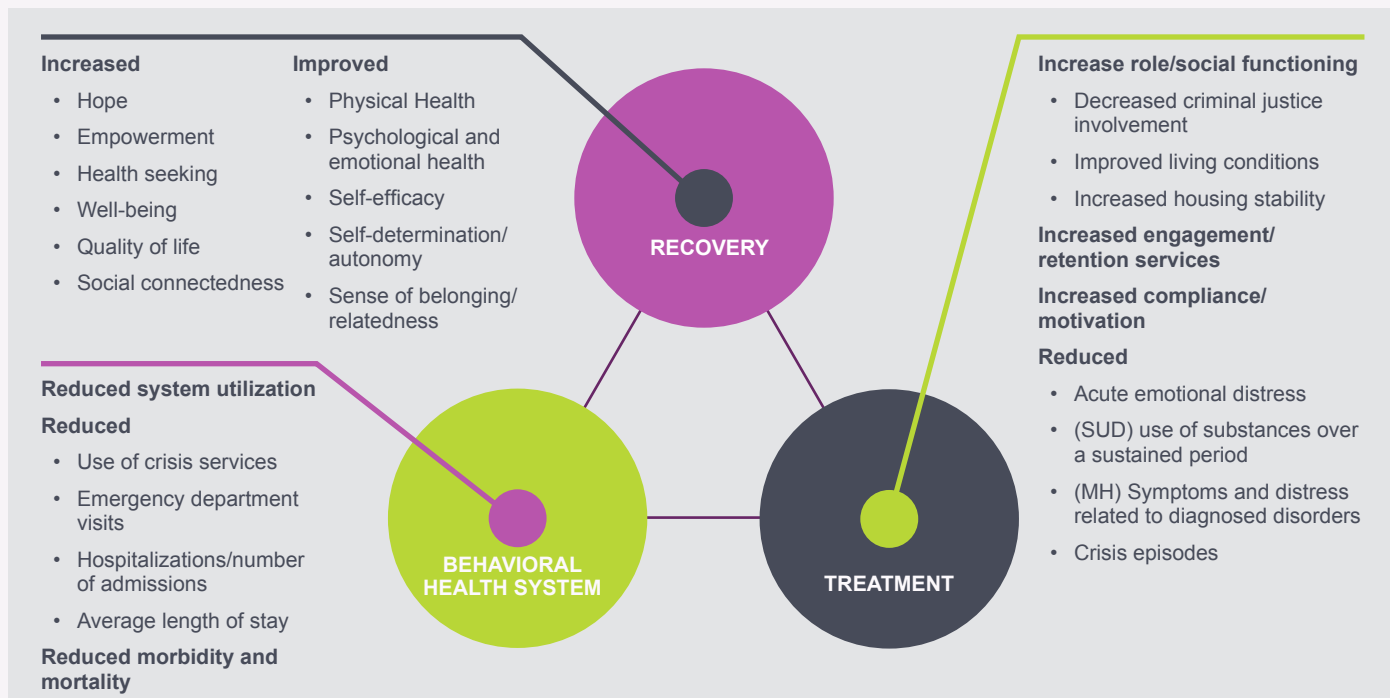 Increased
• Hope
• Empowerment
• Health seeking
• Well-being
• Quality of life
• Social connectedness
Improved
• Physical Health
• Psychological and
emotional health
• Self-efficacy
• Self-determination/
autonomy
• Sense of belonging/
relatedness
RECOVERY
Increase role/social functioning
• Decreased criminal justice
involvement
• Improved living conditions
• Increased housing stability
Increased engagement/
retention services
Increased compliance/
motivation
Reduced
• Acute emotional distress
• (SUD) use of substances over
a sustained period
• (MH) Symptoms and distress
related to diagnosed disorders
• Crisis episodes
Reduced system utilization
Reduced
• Use of crisis services
• Emergency department
visits
• Hospitalizations/number
of admissions
• Average length of stay
Reduced morbidity and
mortality
BEHAVIORAL
HEALTH SYSTEM
TREATMENT